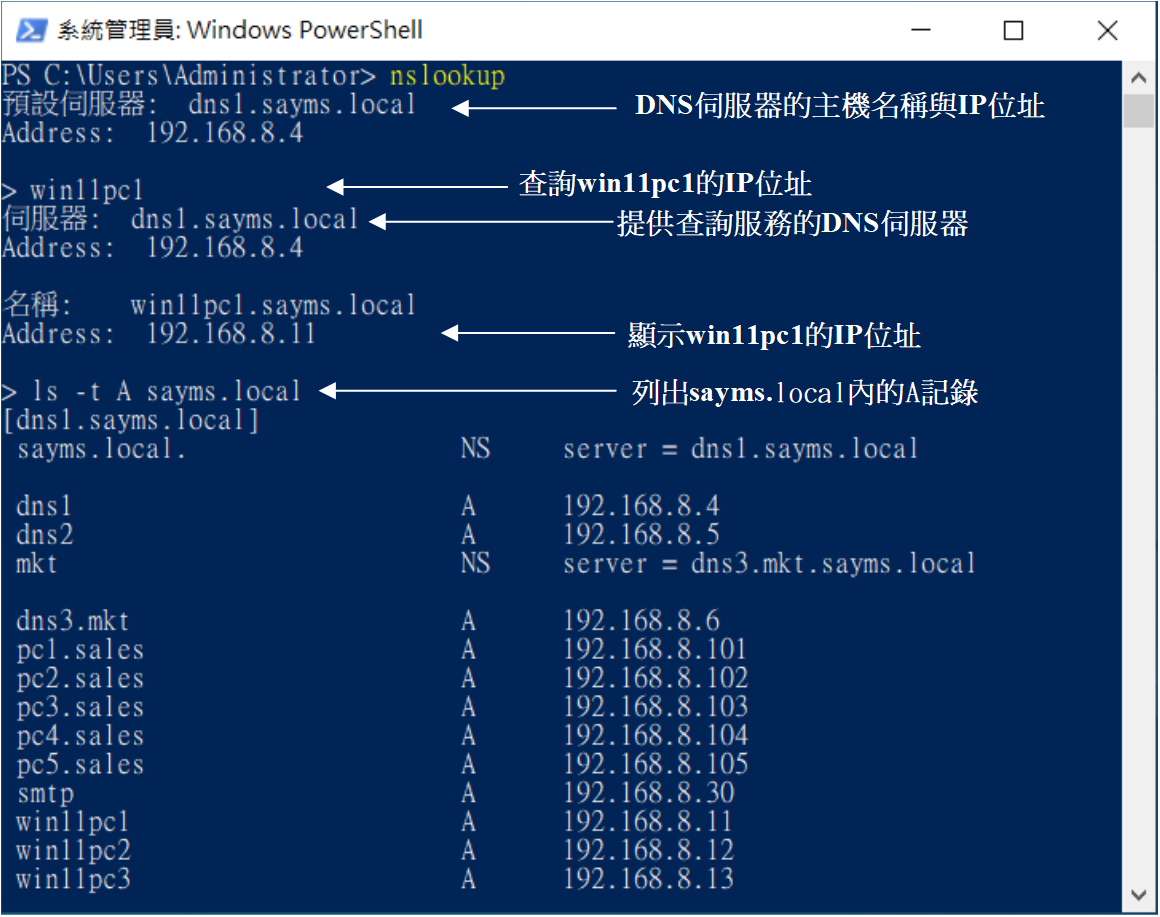 系統管理員: Windows PowerShell
PS C:\Users\Administrator> nslookup
預設伺服器:  dns1.sayms.local
DNS伺服器的主機名稱與IP位址
Address:  192.168.8.4
> win11pc1
查詢win11pc1的IP位址
伺服器:  dns1.sayms.local
提供查詢服務的DNS伺服器
Address:  192.168.8.4
名稱:    win11pc1.sayms.local
Address:  192.168.8.11
顯示win11pc1的IP位址
> ls -t A sayms.local
列出sayms.local內的A記錄
[dns1.sayms.local]
sayms.local.  NS  server = dns1.sayms.local
dns1  A  192.168.8.4
dns2  A  192.168.8.5
mkt  NS  server = dns3.mkt.sayms.local
dns3.mkt  A  192.168.8.6
pc1.sales  A  192.168.8.101
pc2.sales  A  192.168.8.102
pc3.sales  A  192.168.8.103
pc4.sales  A  192.168.8.104
pc5.sales  A  192.168.8.105
smtp  A  192.168.8.30
win11pc1  A  192.168.8.11
win11pc2  A  192.168.8.12
win11pc3  A  192.168.8.13